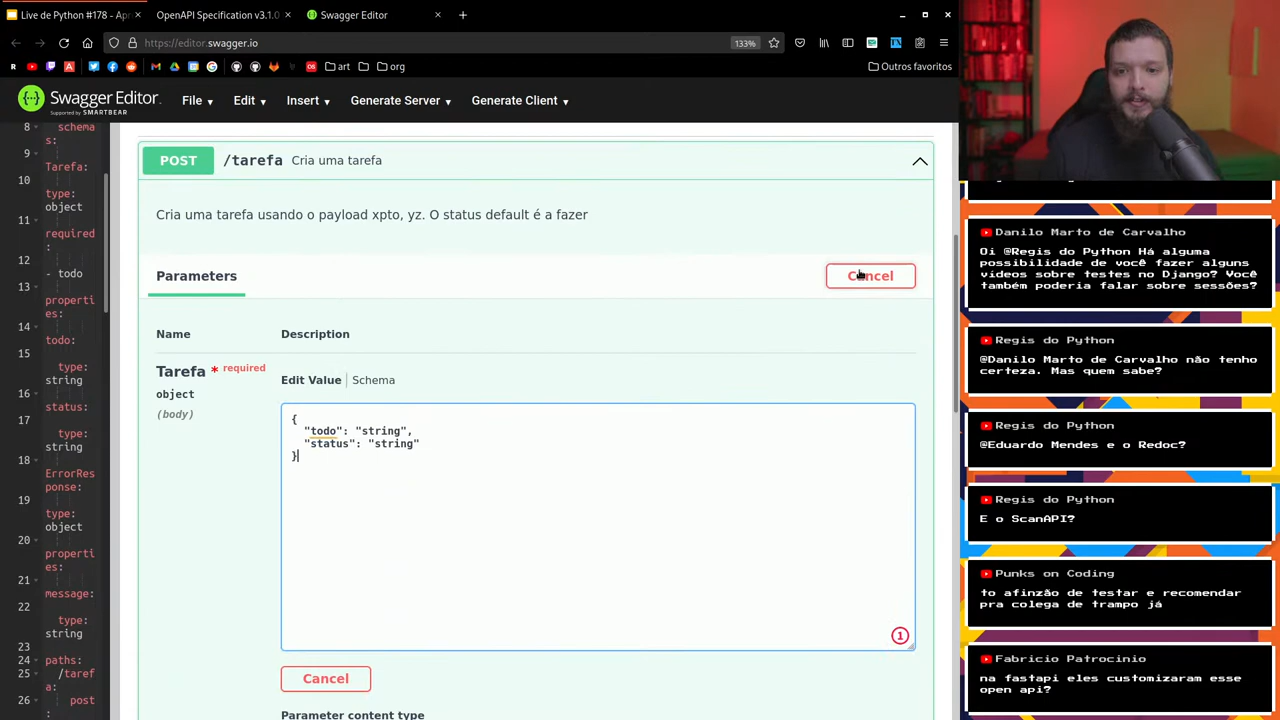 Live de Python #178 - Apr
OpenAPI Specification v3.1.0
Swagger Editor
https://editor.swagger.io
133%
art
org
Outros favoritos
Swagger Editor
Supported by SMARTBEAR
File
Edit
Insert
Generate Server
Generate Client
8
schema
s:
9
Tarefa:
10
type:
object
11
required
:
12
- todo
13
properti
es:
14
todo:
15
type:
string
16
status:
17
type:
string
18
ErrorRes
ponse:
19
type:
object
20
properti
es:
21
message:
22
type:
string
23
24
paths:
25
/taref
a:
26
post
POST
/tarefa
Cria uma tarefa
Cria uma tarefa usando o payload xpto, yz. O status default é a fazer
Parameters
Cancel
Name
Description
Tarefa * required
object
(body)
Edit Value
Schema
{
"todo": "string",
"status": "string"
}
1
Cancel
Parameter content type
Danilo Marto de Carvalho
Oi @Regis do Python Há alguma
possibilidade de você fazer alguns
vídeos sobre testes no Django? Você
também poderia falar sobre sessões?
Regis do Python
@Danilo Marto de Carvalho não tenho
certeza. Mas quem sabe?
Regis do Python
@Eduardo Mendes e o Redoc?
Regis do Python
E o ScanAPI?
Punks on Coding
to afinzão de testar e recomendar
pra colega de trampo já
Fabricio Patrocinio
na fastapi eles customizaram esse
open api?